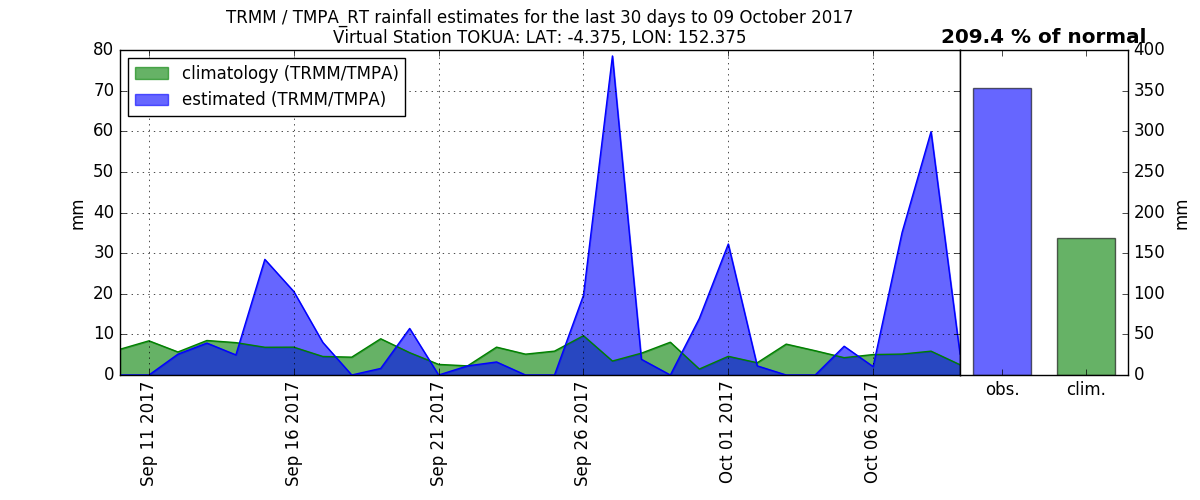 TRMM / TMPA_RT rainfall estimates for the last 30 days to 09 October 2017
Virtual Station TOKUA: LAT: -4.375, LON: 152.375
209.4 % of normal
climatology (TRMM/TMPA)
estimated (TRMM/TMPA)
80
70
60
50
40
30
20
10
0
mm
Sep 11 2017
Sep 16 2017
Sep 21 2017
Sep 26 2017
Oct 01 2017
Oct 06 2017
400
350
300
250
200
150
100
50
0
mm
obs.
clim.